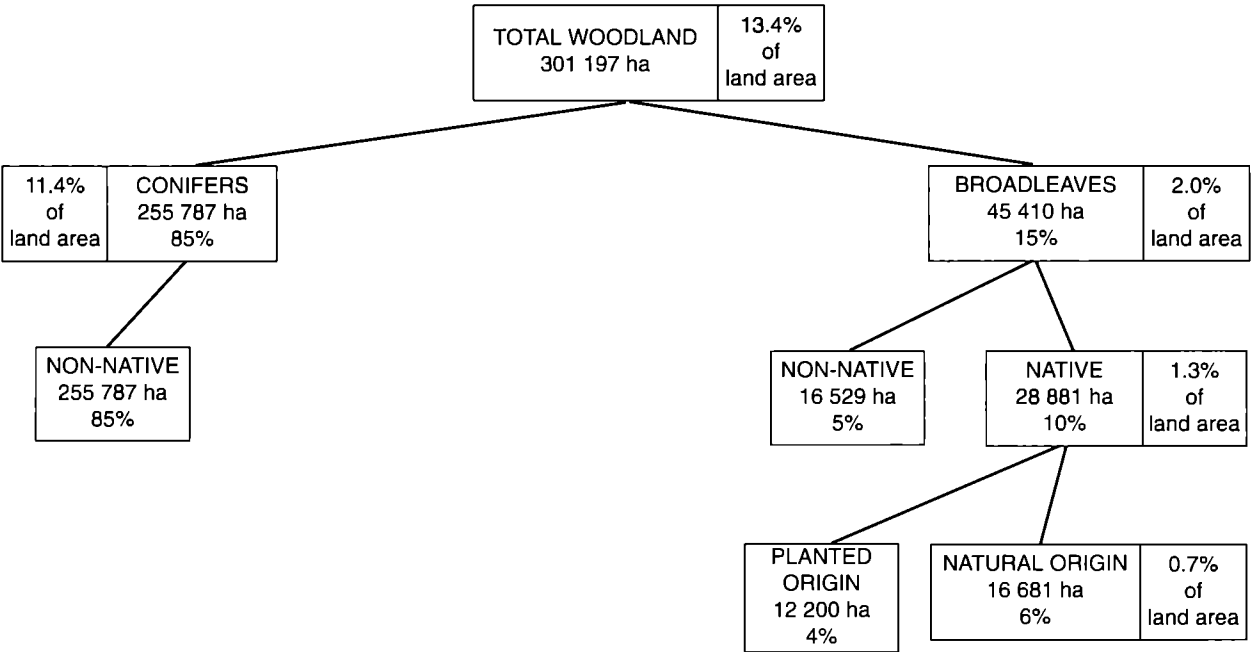 TOTAL WOODLAND
301 197 ha
13.4%
of
land area
11.4%
of
land area
CONIFERS
255 787 ha
85%
BROADLEAVES
45 410 ha
15%
2.0%
of
land area
NON-NATIVE
255 787 ha
85%
NON-NATIVE
16 529 ha
5%
NATIVE
28 881 ha
10%
1.3%
of
land area
PLANTED
ORIGIN
12 200 ha
4%
NATURAL ORIGIN
16 681 ha
6%
0.7%
of
land area